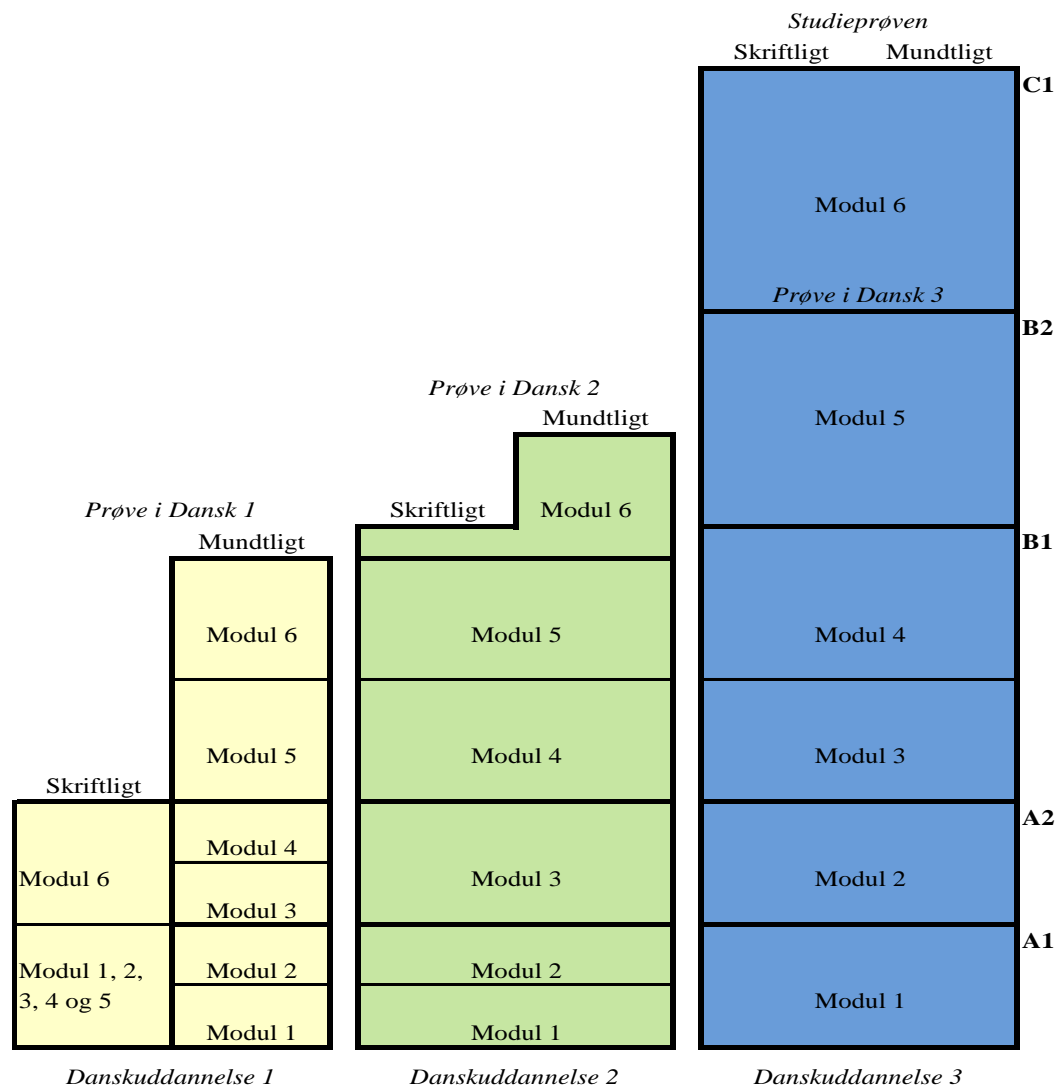 Studieprøven
Skriftligt Mundtligt
C1
Modul 6
Prøve i Dansk 3
B2
Modul 5
B1
Modul 4
Modul 3
A2
Modul 2
A1
Modul 1
Danskuddannelse 3
Prøve i Dansk 2
Mundtligt
Skriftligt
Modul 6
Modul 5
Modul 4
Modul 3
Modul 2
Modul 1
Danskuddannelse 2
Prøve i Dansk 1
Mundtligt
Modul 6
Modul 5
Modul 4
Modul 3
Modul 2
Modul 1
Skriftligt
Modul 6
Modul 1, 2,
3, 4 og 5
Danskuddannelse 1